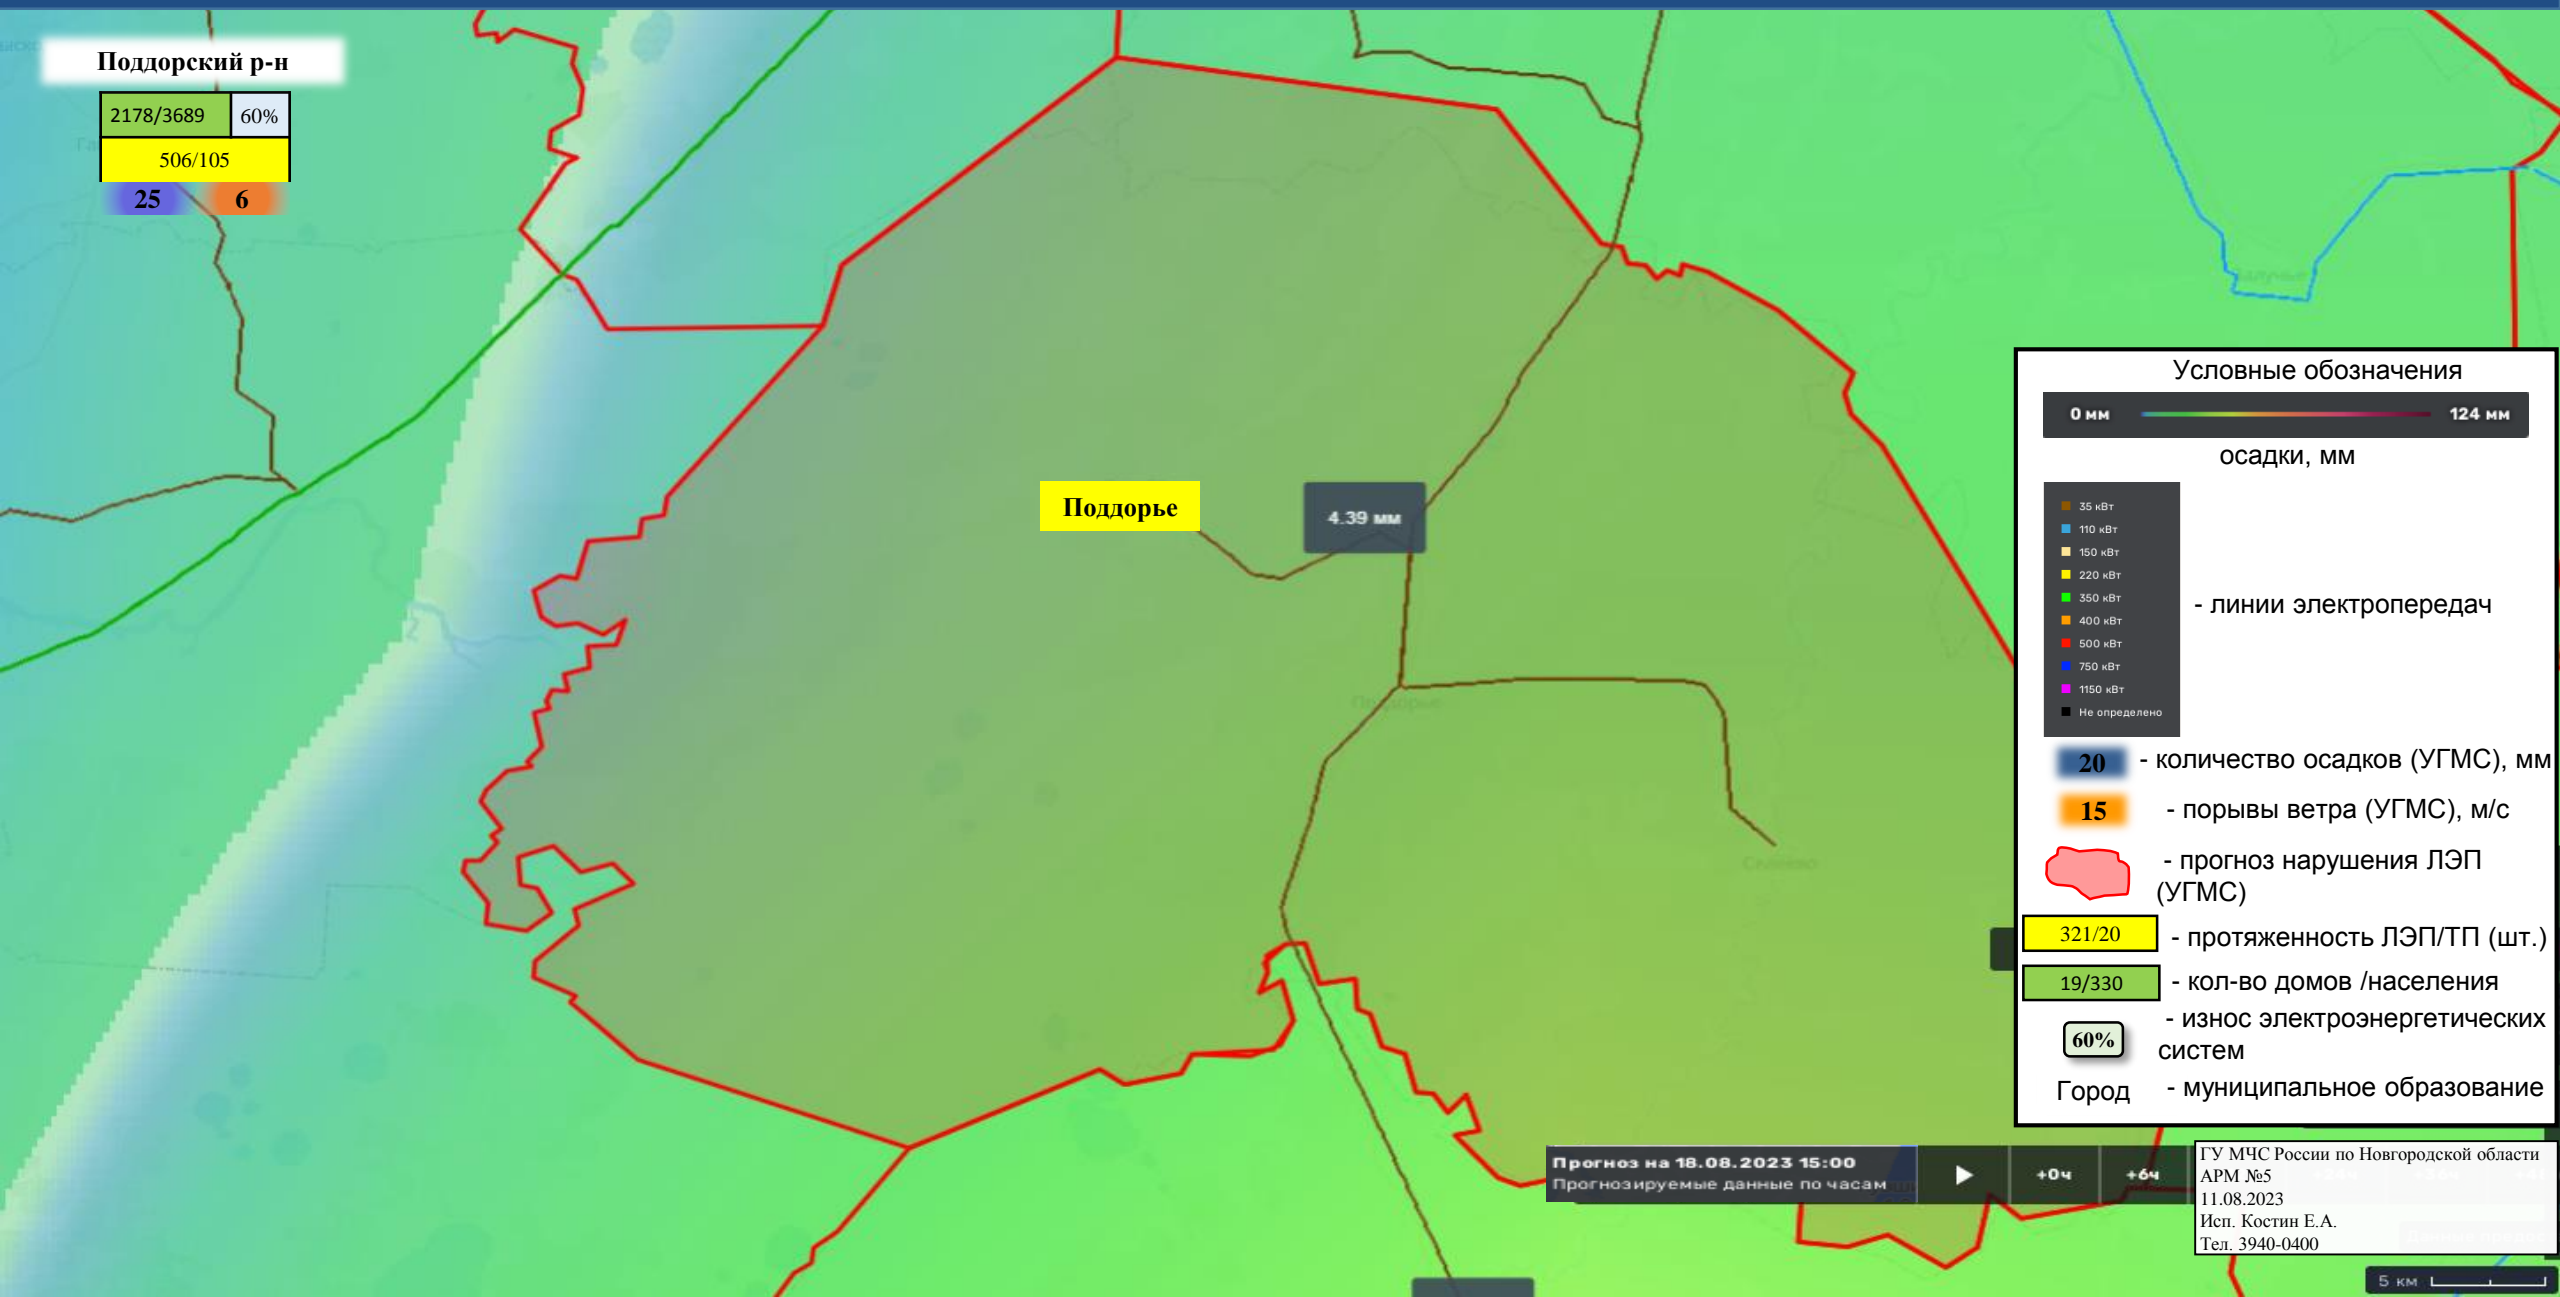 Поддорский р-н
2178/3689 60%
506/105
25 6
Поддорье
4.39 мм
Поддорье
Селеево
Условные обозначения
0 мм 124 мм
осадки, мм
35 кВт
110 кВт
150 кВт
220 кВт
350 кВт
400 кВт
500 кВт
750 кВт
1150 кВт
Не определено
- линии электропередач
20 - количество осадков (УГМС), мм
15 - порывы ветра (УГМС), м/с
- прогноз нарушения ЛЭП
(УГМС)
321/20 - протяженность ЛЭП/ТП (шт.)
19/330 - кол-во домов /населения
60% - износ электроэнергетических
систем
Город - муниципальное образование
Прогноз на 18.08.2023 15:00
Прогнозируемые данные по часам
+0ч +6ч
ГУ МЧС России по Новгородской области
АРМ №5
11.08.2023
Исп. Костин Е.А.
Тел. 3940-0400
5 км